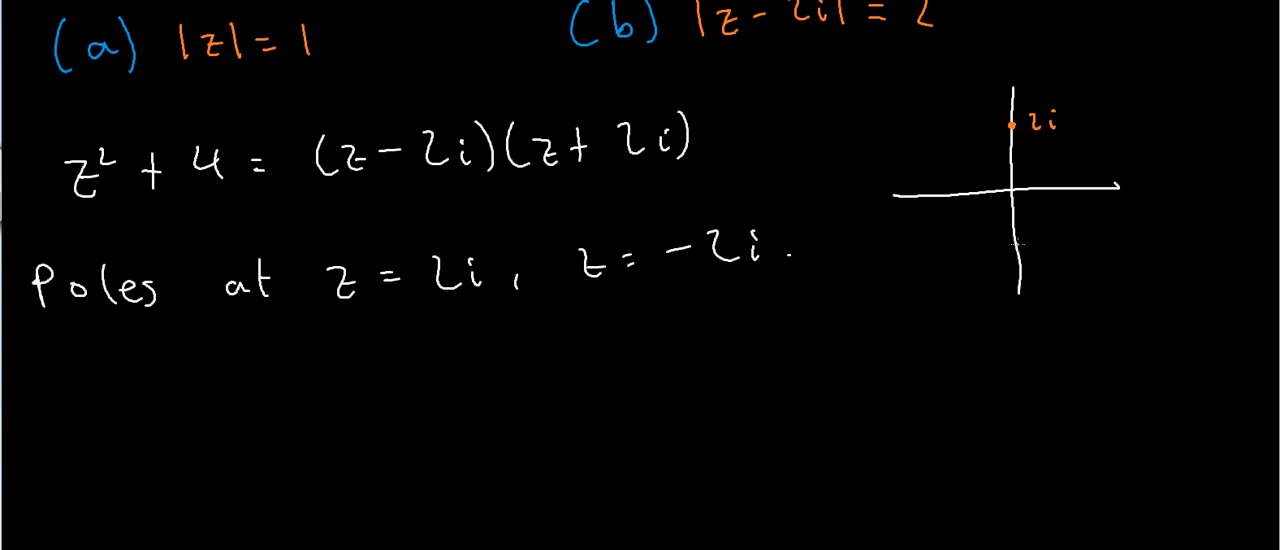 (a) |z| = 1
(b) |z - 2i| = 2
z² + 4 = (z - 2i)(z + 2i)
2i
Poles at z = 2i, z = -2i.